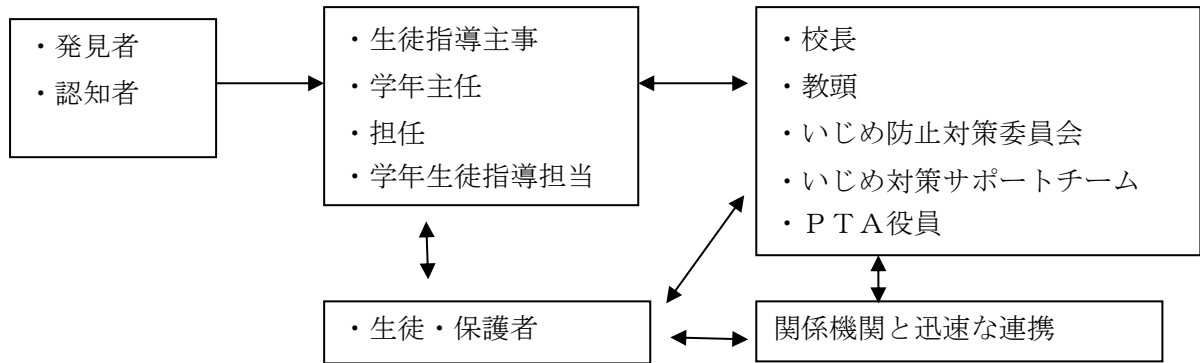 ・発見者
・認知者
・生徒指導主事
・学年主任
・担任
・学年生徒指導担当
・校長
・教頭
・いじめ防止対策委員会
・いじめ対策サポートチーム
・ＰＴＡ役員
・生徒・保護者
関係機関と迅速な連携